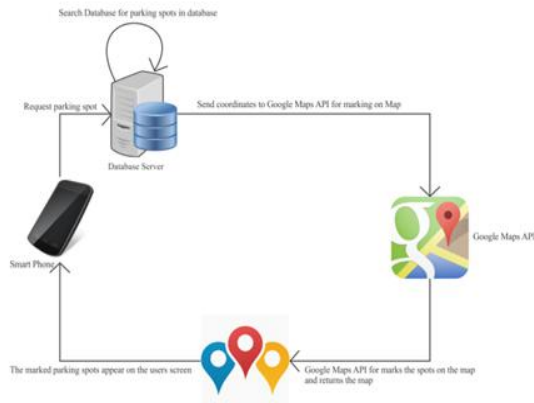 Search Database for parking spots in database
Request parking spot
Send coordinates to Google Maps API for marking on Map
Database Server
Google Maps API
Smart Phone
The marked parking spots appear on the users screen
Google Maps API for marks the spots on the map
and returns the map